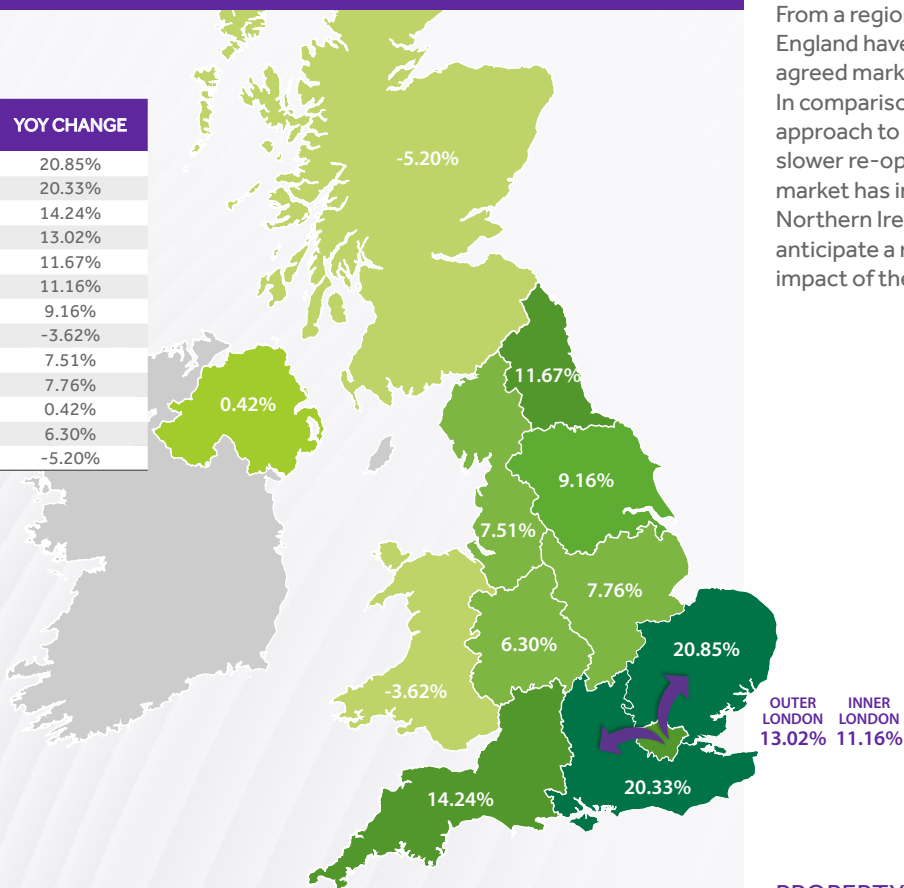 YOY CHANGE
20.85%
20.33%
14.24%
13.02%
11.67%
11.16%
9.16%
-3.62%
7.51%
7.76%
0.42%
6.30%
-5.20%
-5.20%
11.67%
0.42%
9.16%
7.51%
7.76%
6.30%
20.85%
-3.62%
14.24%
20.33%
OUTER
LONDON
13.02%
INNER
LONDON
11.16%
From a regio
England have
agreed mark
In compariso
approach to
slower re-op
market has i
Northern Ire
anticipate a
impact of the